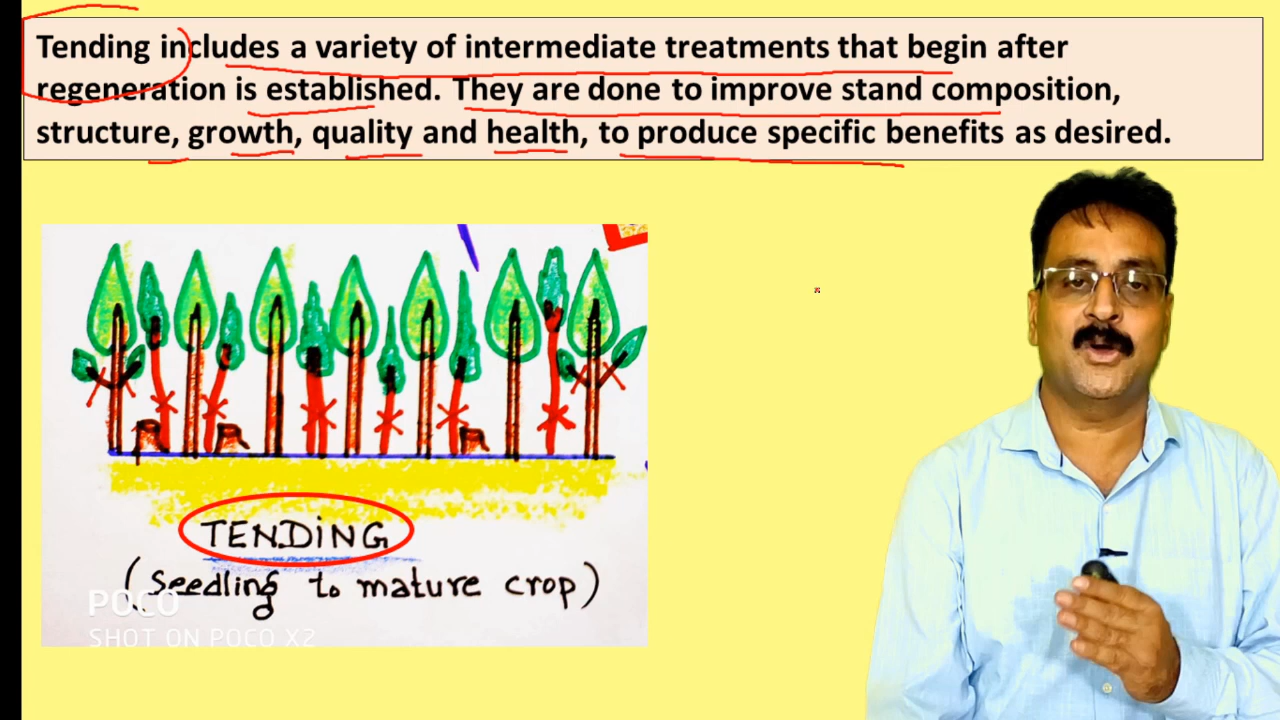 Tending includes a variety of intermediate treatments that begin after
regeneration is established. They are done to improve stand composition,
structure, growth, quality and health, to produce specific benefits as desired.
TENDING
(Seedling to mature crop)
POCO
SHOT ON POCO X2